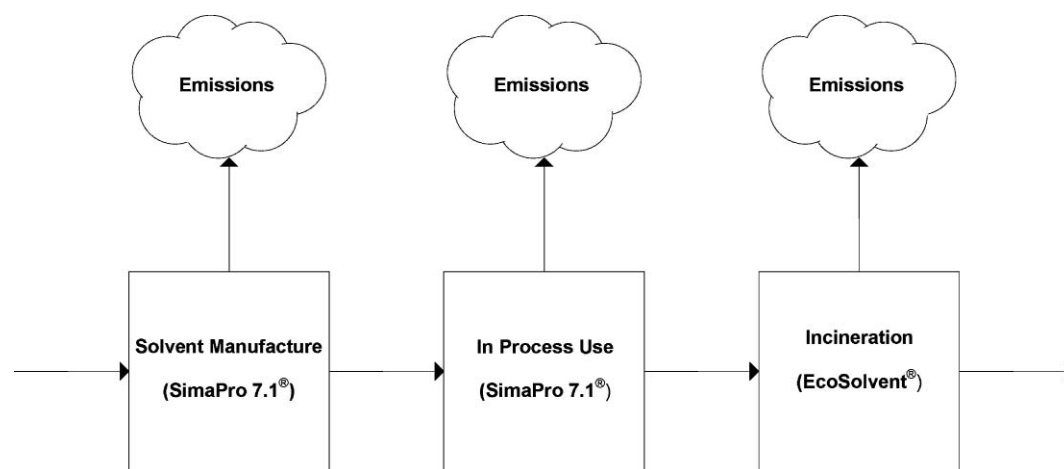 Emissions
Emissions
Emissions
Solvent Manufacture
(SimaPro 7.1®)
In Process Use
(SimaPro 7.1®)
Incineration
(EcoSolvent®)